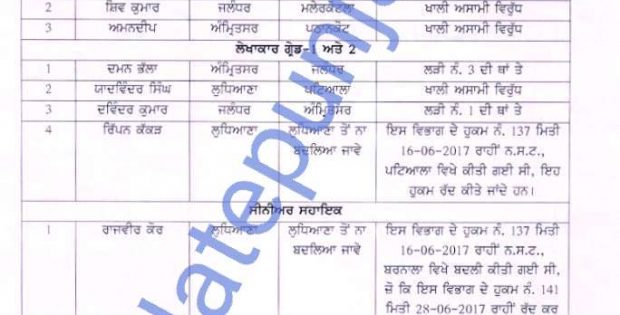 2 ਸ਼ਿਵ ਕੁਮਾਰ ਜਲੰਧਰ ਮਲੇਰਕੋਟਲਾ ਖਾਲੀ ਅਸਾਮੀ ਵਿਰੁੱਧ
3 ਅਮਨਦੀਪ ਅੰਮ੍ਰਿਤਸਰ ਪਠਾਨਕੋਟ ਖਾਲੀ ਅਸਾਮੀ ਵਿਰੁੱਧ
ਲੇਖਾਕਾਰ ਗ੍ਰੇਡ-1 ਅਤੇ 2
1 ਦਮਨ ਭੱਲਾ ਅੰਮ੍ਰਿਤਸਰ ਜਲੰਧਰ ਲੜੀ ਨੰ. 3 ਦੀ ਥਾਂ ਤੇ
2 ਯਾਦਵਿੰਦਰ ਸਿੰਘ ਲੁਧਿਆਣਾ ਪਟਿਆਲਾ ਖਾਲੀ ਅਸਾਮੀ ਵਿਰੁੱਧ
3 ਦਵਿੰਦਰ ਕੁਮਾਰ ਜਲੰਧਰ ਅੰਮ੍ਰਿਤਸਰ ਲੜੀ ਨੰ. 1 ਦੀ ਥਾਂ ਤੇ
4 ਰਿੰਪਨ ਕੱਕੜ ਲੁਧਿਆਣਾ ਲੁਧਿਆਣਾ ਤੋਂ ਨਾ ਇਸ ਵਿਭਾਗ ਦੇ ਹੁਕਮ ਨੰ. 137 ਮਿਤੀ
ਬਦਲਿਆ ਜਾਵੇ 16-06-2017 ਰਾਹੀਂ ਨ.ਸ.ਟ.,
ਪਟਿਆਲਾ ਵਿਖੇ ਕੀਤੀ ਗਈ ਸੀ, ਇਹ
ਹੁਕਮ ਰੱਦ ਕੀਤੇ ਜਾਂਦੇ ਹਨ।
ਸੀਨੀਅਰ ਸਹਾਇਕ
1 ਰਾਜਵੀਰ ਕੌਰ ਲੁਧਿਆਣਾ ਲੁਧਿਆਣਾ ਤੋਂ ਨਾ ਇਸ ਵਿਭਾਗ ਦੇ ਹੁਕਮ ਨੰ. 137 ਮਿਤੀ
ਬਦਲਿਆ ਜਾਵੇ 16-06-2017 ਰਾਹੀਂ ਨ.ਸ.ਟ.,
ਬਰਨਾਲਾ ਵਿਖੇ ਬਦਲੀ ਕੀਤੀ ਗਈ ਸੀ,
ਜੋ ਕਿ ਇਸ ਵਿਭਾਗ ਦੇ ਹੁਕਮ ਨੰ. 141
ਮਿਤੀ 28-06-2017 ਰਾਹੀਂ ਰੱਦ ਕਰ
datepunj